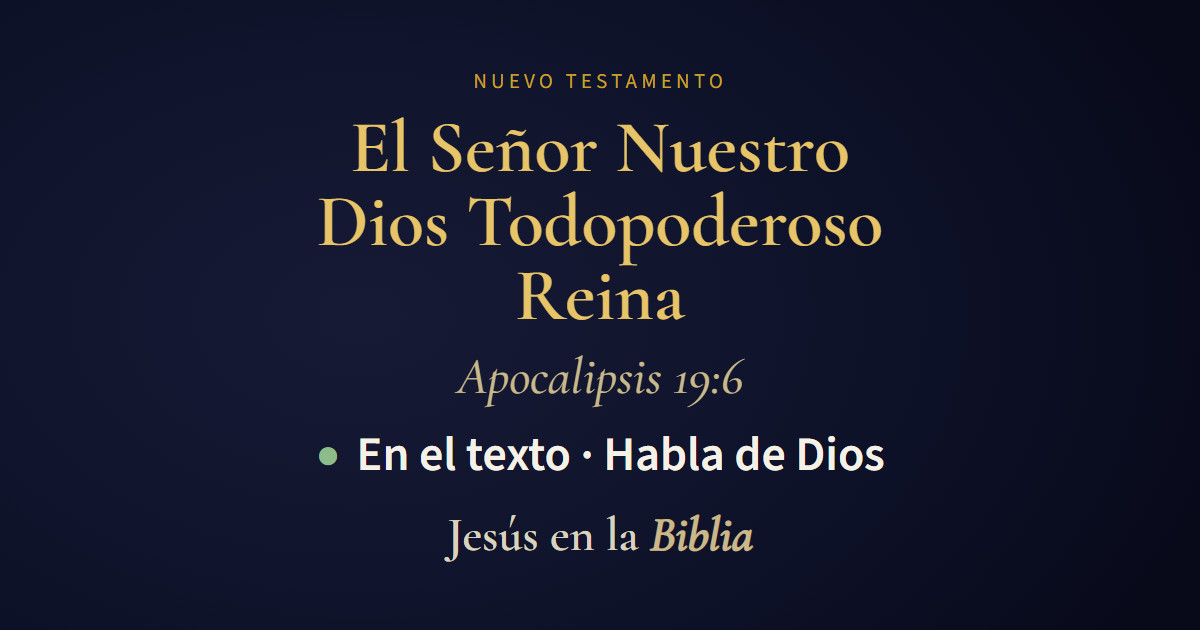 NUEVO TESTAMENTO
El Señor Nuestro
Dios Todopoderoso
Reina
Apocalipsis 19:6
En el texto · Habla de Dios
Jesús en la Biblia